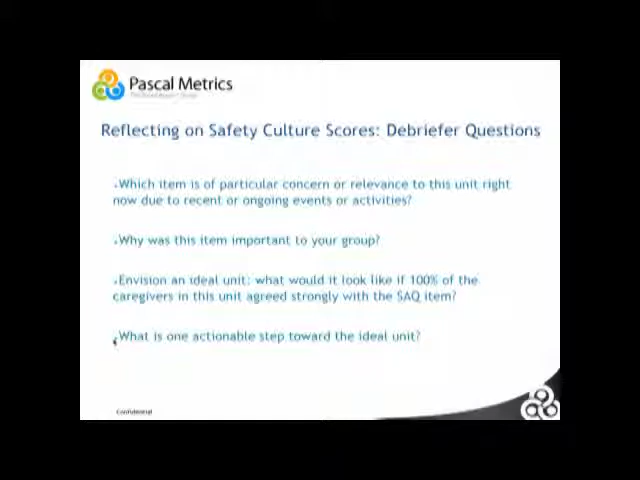 Pascal Metrics
Reflecting on Safety Culture Scores: Debriefer Questions
Which item is of particular concern or relevance to this unit right
now due to recent or ongoing events or activities?
Why was this item important to your group?
Envision an ideal unit: what would it look like if 100% of the
caregivers in this unit agreed strongly with the SAQ item?
What is one actionable step toward the ideal unit?
Confidential